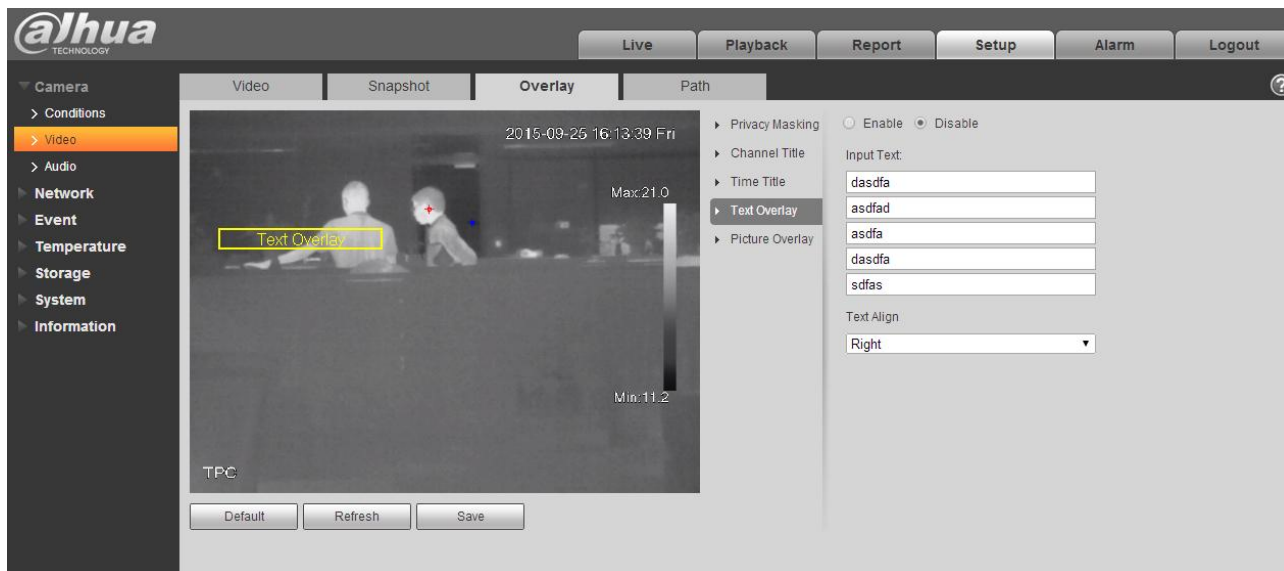 alhua
TECHNOLOGY
Live Playback Report Setup Alarm Logout
Camera
Conditions
Video
Audio
Network
Event
Temperature
Storage
System
Information
Video Snapshot Overlay Path
?
2015-09-25 16:13:39 Fri
Max:21.0
Text Overlay
Min:11.2
TPC
Default Refresh Save
Privacy Masking
Channel Title
Time Title
Text Overlay
Picture Overlay
Enable Disable
Input Text:
dasdfa
asdfad
asdfa
dasdfa
sdfas
Text Align
Right